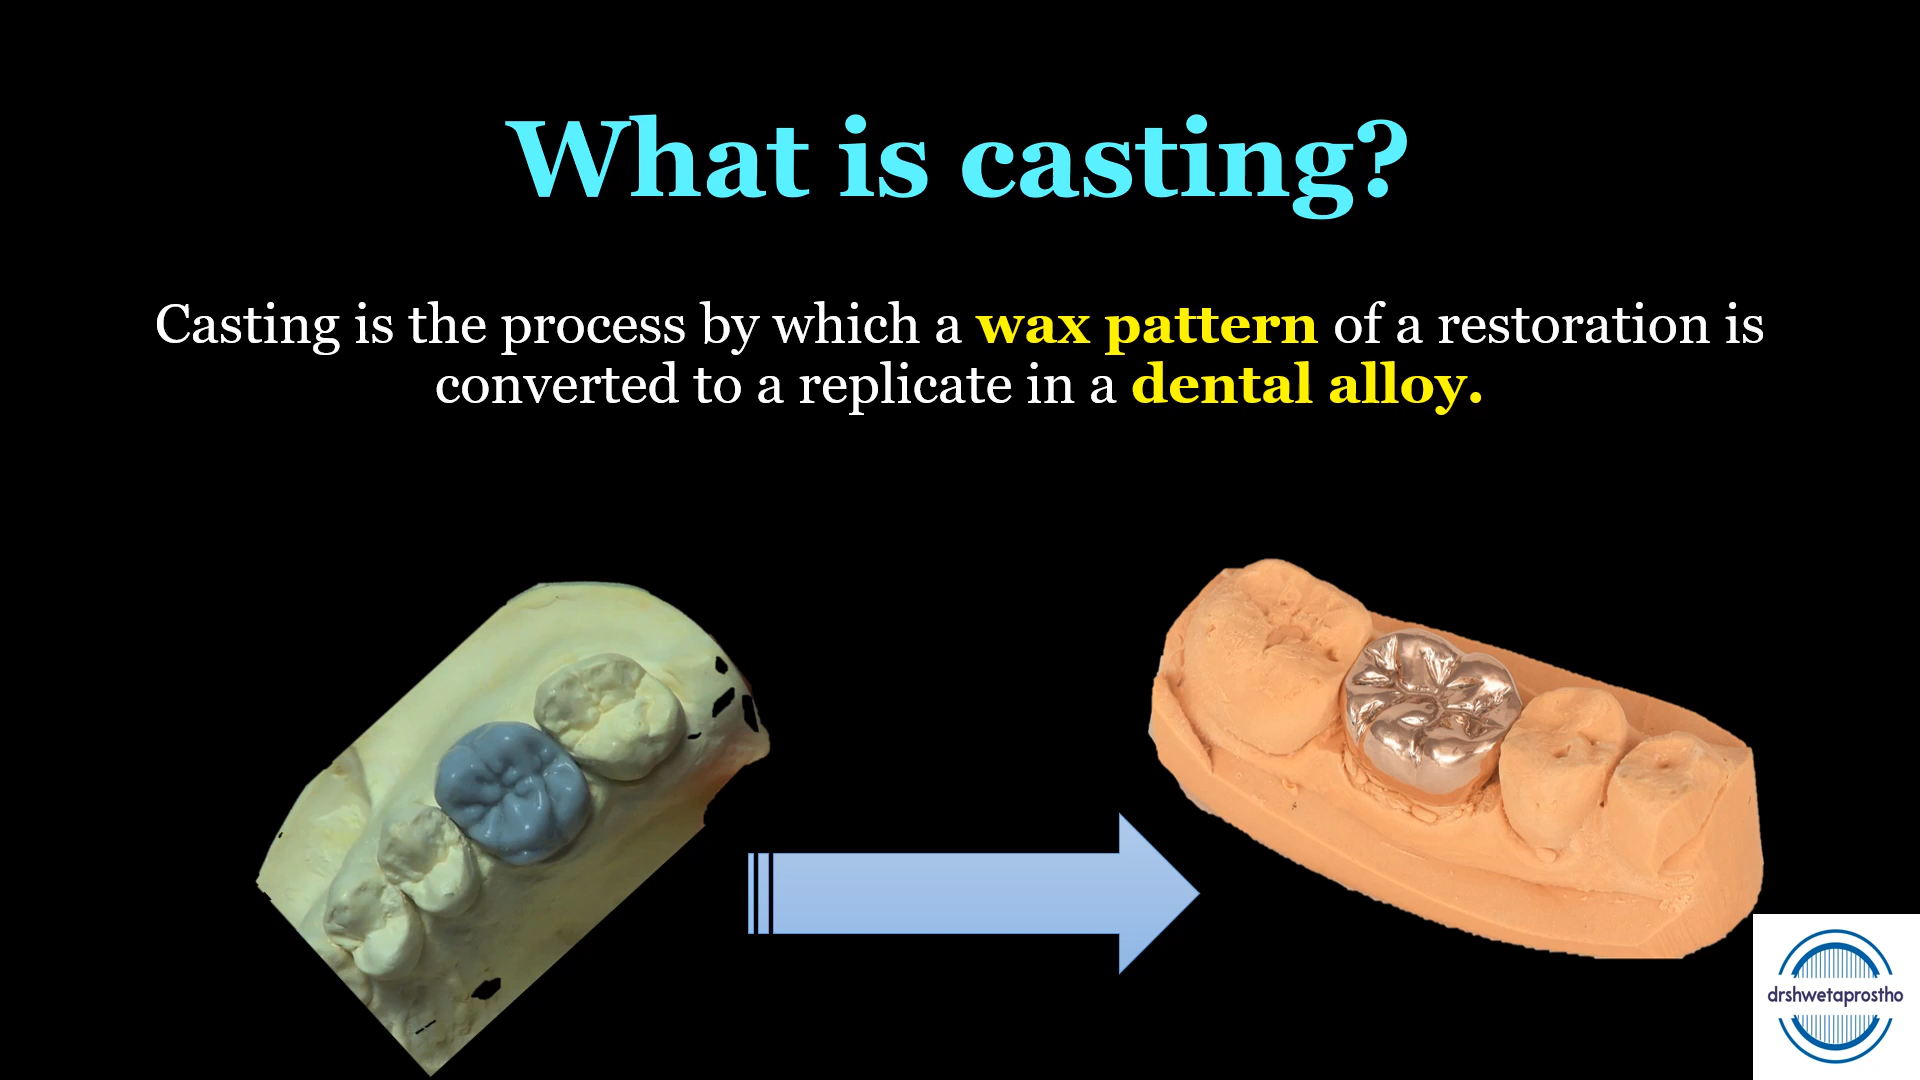 What is casting?
Casting is the process by which a wax pattern of a restoration is
converted to a replicate in a dental alloy.
drshwetaprostho